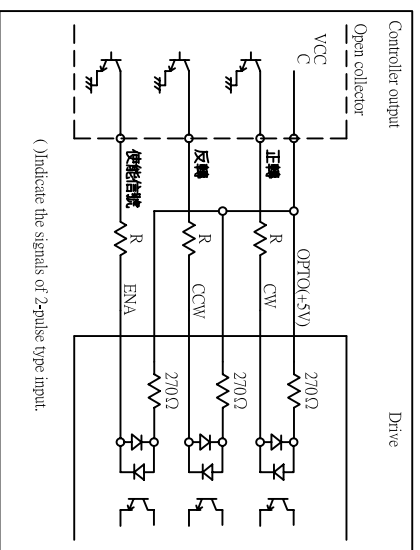 Controller output
Drive
Open collector
VCC
C
OPTO(+5V)
270Ω
正轉
R
CW
270Ω
反轉
R
CCW
270Ω
使能信號
R
ENA
( )Indicate the signals of 2-pulse type input.